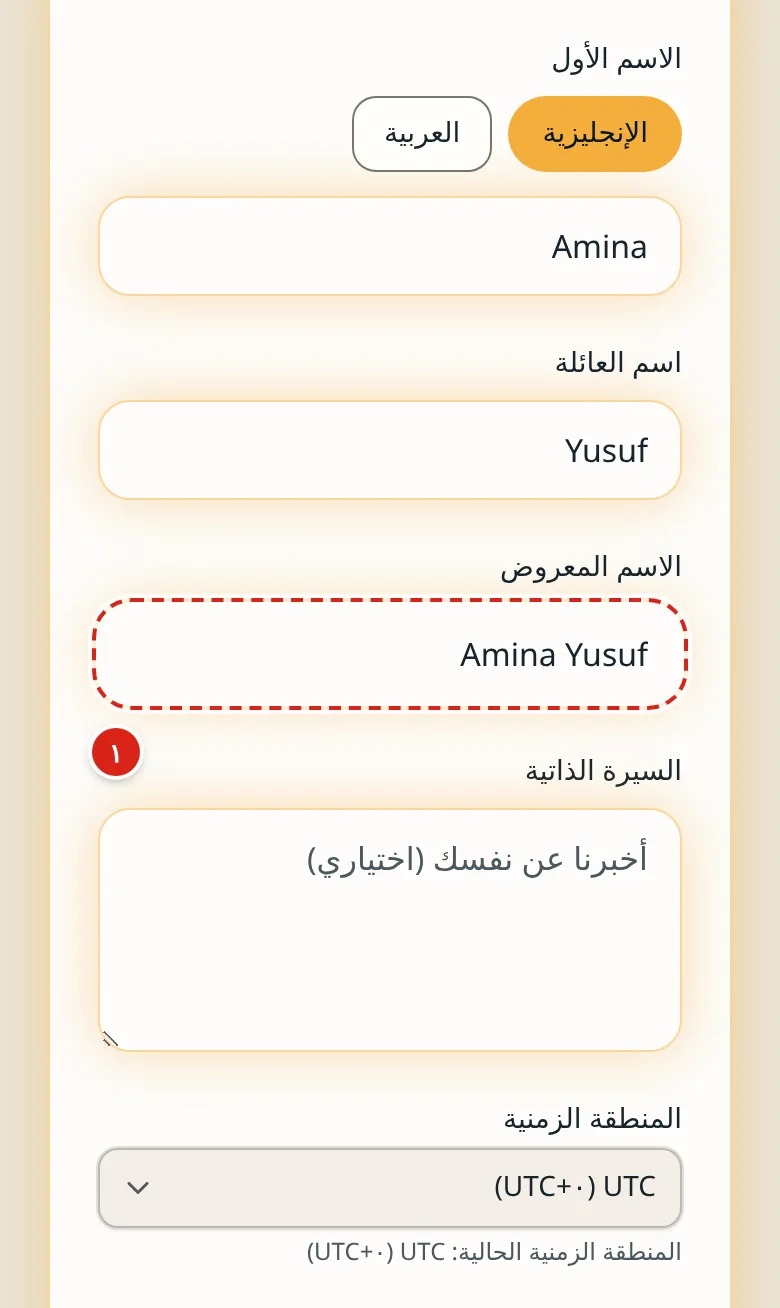 الاسم الأول
الإنجليزية العربية
Amina
اسم العائلة
Yusuf
الاسم المعروض
Amina Yusuf
١
السيرة الذاتية
أخبرنا عن نفسك (اختياري)
المنطقة الزمنية
UTC (UTC+٠)
المنطقة الزمنية الحالية: UTC (UTC+٠)